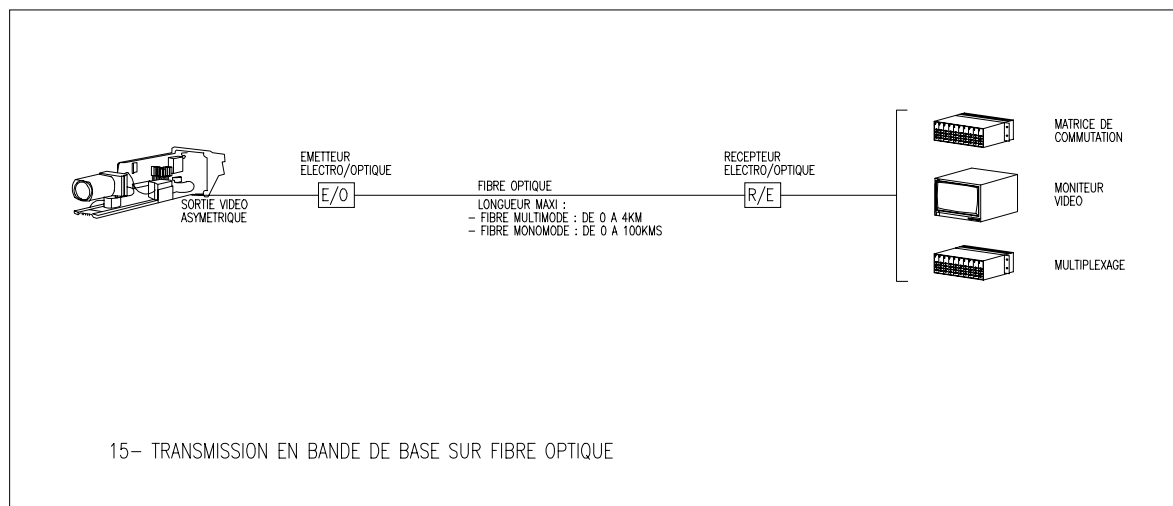 SORTIE VIDEO
ASYMETRIQUE
EMETTEUR
ELECTRO/OPTIQUE
E/O
FIBRE OPTIQUE
LONGUEUR MAXI :
- FIBRE MULTIMODE : DE 0 A 4KM
- FIBRE MONOMODE : DE 0 A 100KMS
RECEPTEUR
ELECTRO/OPTIQUE
R/E
MATRICE DE
COMMUTATION
MONITEUR
VIDEO
MULTIPLEXAGE
15- TRANSMISSION EN BANDE DE BASE SUR FIBRE OPTIQUE